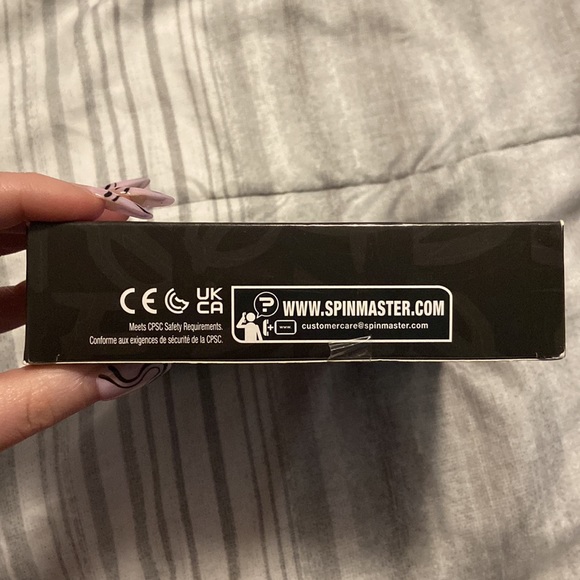 CE UK
CA
Meets CPSC Safety Requirements.
Conforme aux exigences de sécurité de la CPSC.
?
WWW.SPINMASTER.COM
+ www.
customercare@spinmaster.com